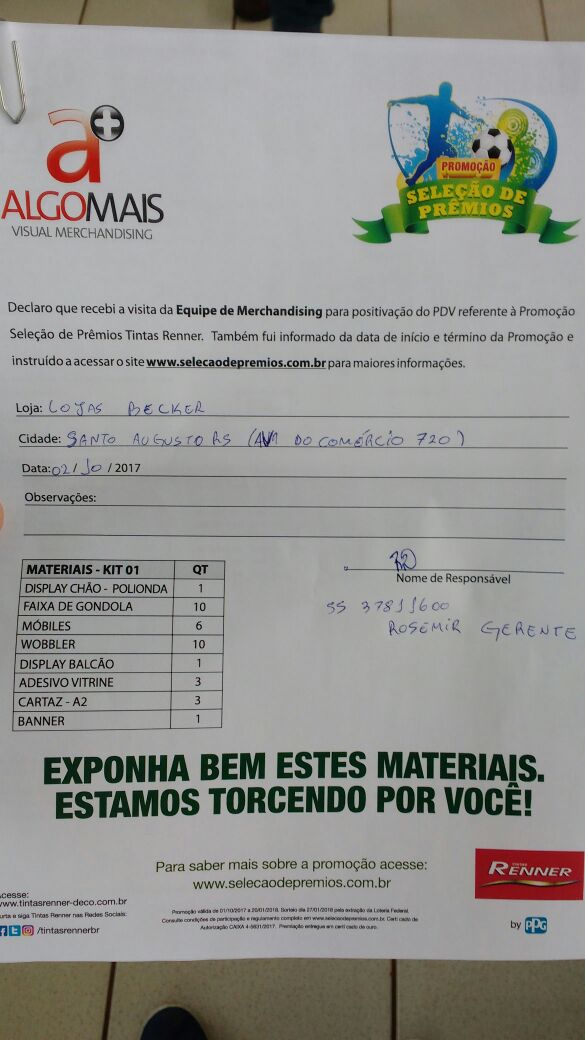 a+
ALGOMAIS
VISUAL MERCHANDISING
PROMOÇÃO
SELEÇÃO DE
PRÊMIOS
Declaro que recebi a visita da Equipe de Merchandising para positivação do PDV referente à Promoção
Seleção de Prêmios Tintas Renner. Também fui informado da data de início e término da Promoção e
instruído a acessar o site www.selecaodepremios.com.br para maiores informações.
Loja: LOJAS BECKER
Cidade: SANTO AUGUSTO RS (AV DO COMÉRCIO 720)
Data: 02/10/2017
Observações:
Nome de Responsável
55 37811600
ROSEMIR GERENTE
MATERIAIS - KIT 01 QT
DISPLAY CHÃO - POLIONDA 1
FAIXA DE GONDOLA 10
MÓBILES 6
WOBBLER 10
DISPLAY BALCÃO 1
ADESIVO VITRINE 3
CARTAZ - A2 3
BANNER 1
EXPONHA BEM ESTES MATERIAIS.
ESTAMOS TORCENDO POR VOCÊ!
Para saber mais sobre a promoção acesse:
www.selecaodepremios.com.br
TINTAS
RENNER
by PPG
Acesse:
www.tintasrenner-deco.com.br
urta e siga Tintas Renner nas Redes Sociais:
/tintasrennerbr
Promoção válida de 01/10/2017 a 20/01/2018. Sorteio dia 27/01/2018 pela extração da Loteria Federal.
Consulte condições de participação e regulamento completo em www.selecaodepremios.com.br. Certi cado de
Autorização CAIXA 4-5631/2017. Premiação entregue em certi cado de ouro.